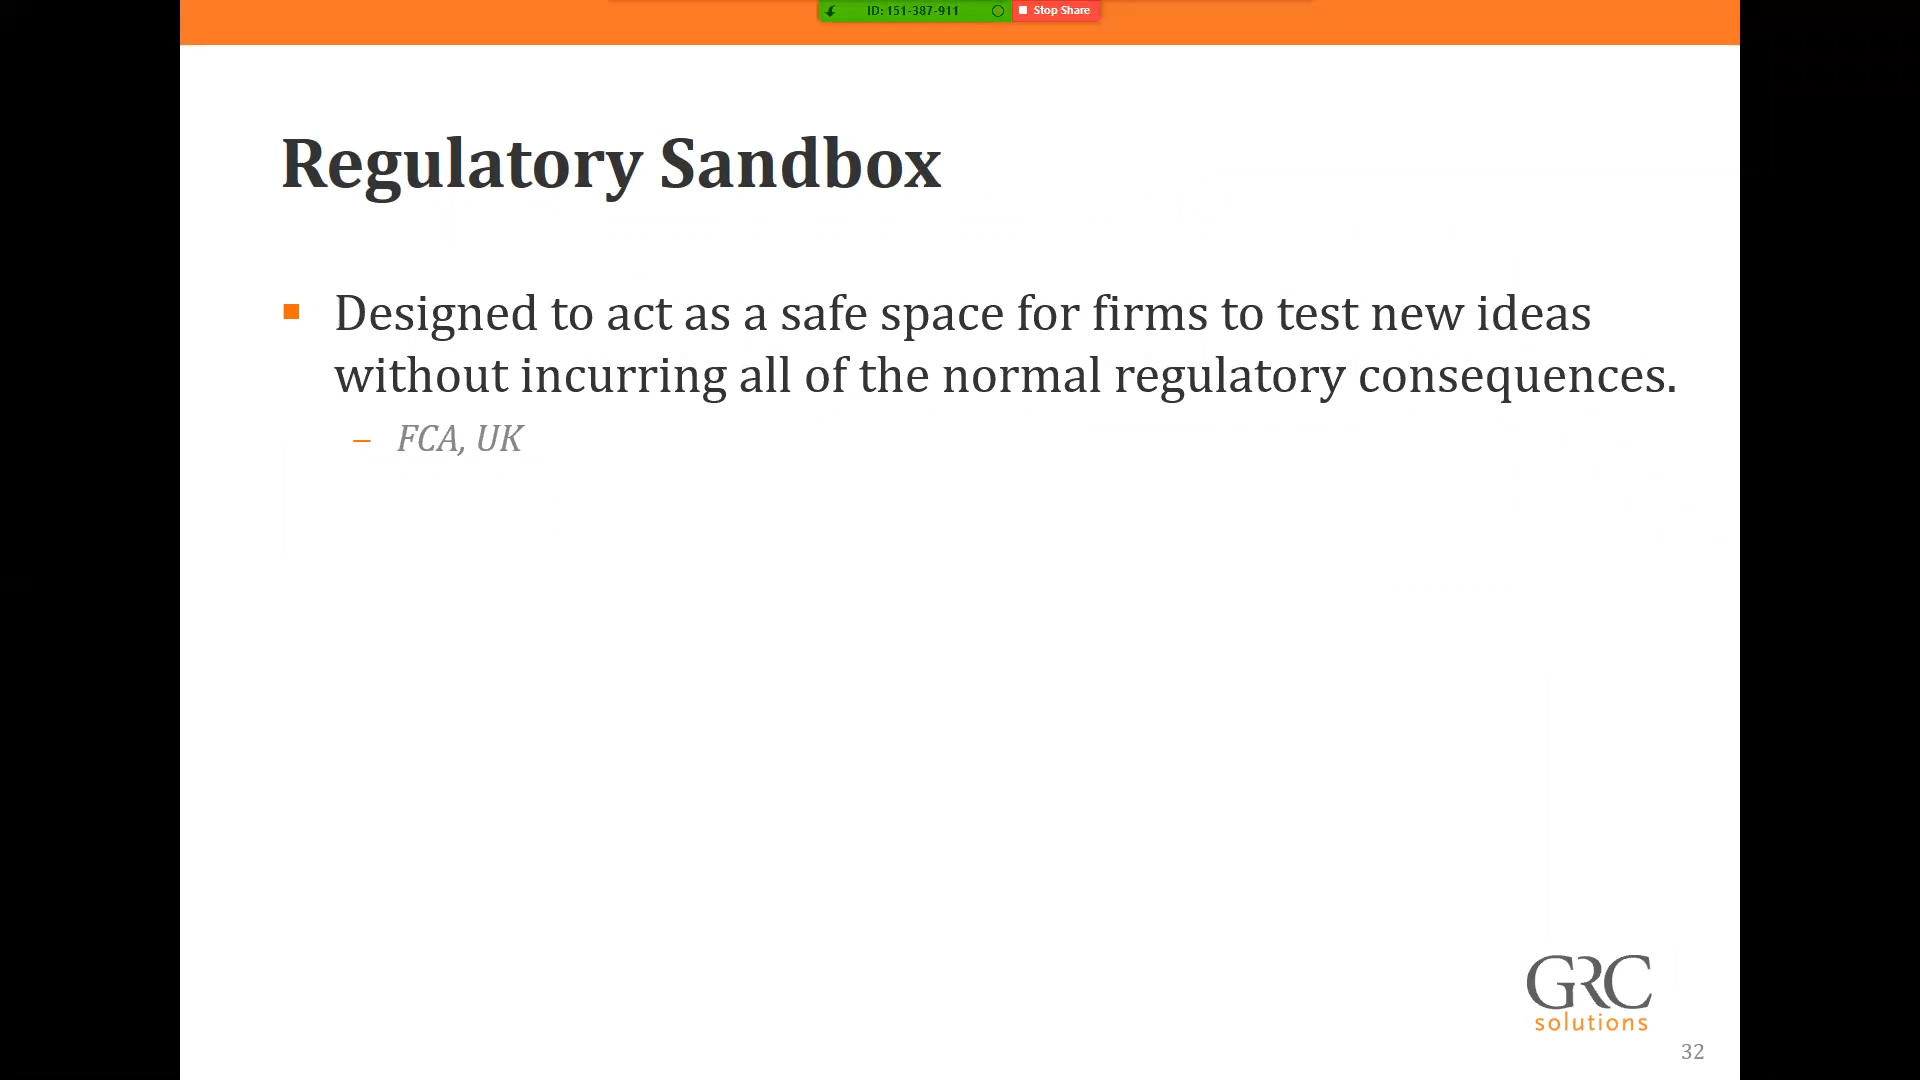 ID: 151-387-911
Stop Share
Regulatory Sandbox
Designed to act as a safe space for firms to test new ideas
without incurring all of the normal regulatory consequences.
– FCA, UK
GRC
solutions
32